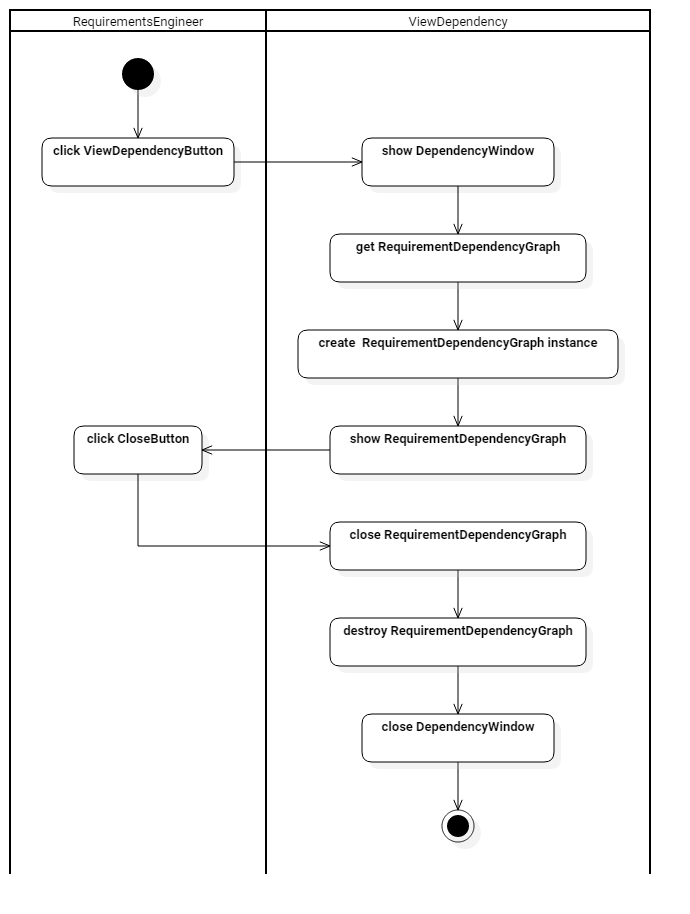 RequirementsEngineer
ViewDependency
click ViewDependencyButton
show DependencyWindow
get RequirementDependencyGraph
create  RequirementDependencyGraph instance
click CloseButton
show RequirementDependencyGraph
close RequirementDependencyGraph
destroy RequirementDependencyGraph
close DependencyWindow